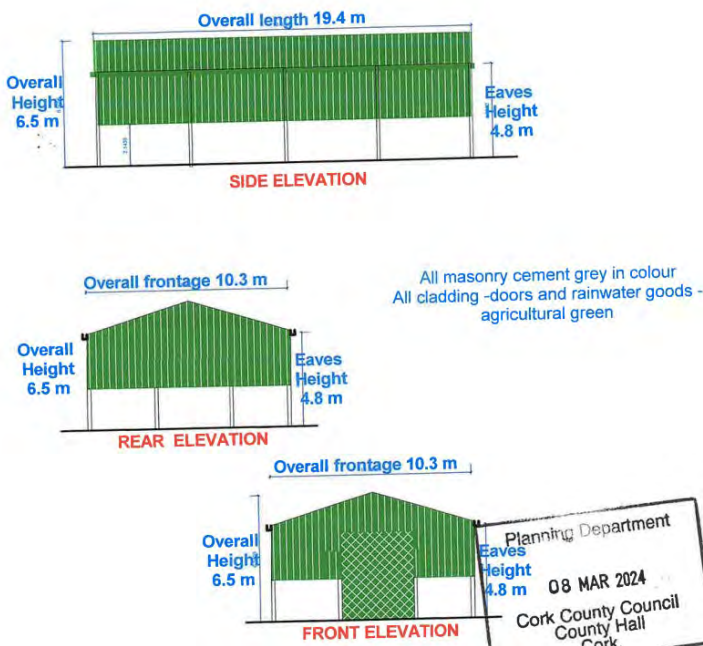 Overall length 19.4 m
Overall
Height
6.5 m
Eaves
Height
4.8 m
SIDE ELEVATION
Overall frontage 10.3 m
All masonry cement grey in colour
All cladding -doors and rainwater goods -
agricultural green
Overall
Height
6.5 m
Eaves
Height
4.8 m
REAR ELEVATION
Overall frontage 10.3 m
Overall
Height
6.5 m
Eaves
Height
4.8 m
FRONT ELEVATION
Planning Department
08 MAR 2024
Cork County Council
County Hall
Cork